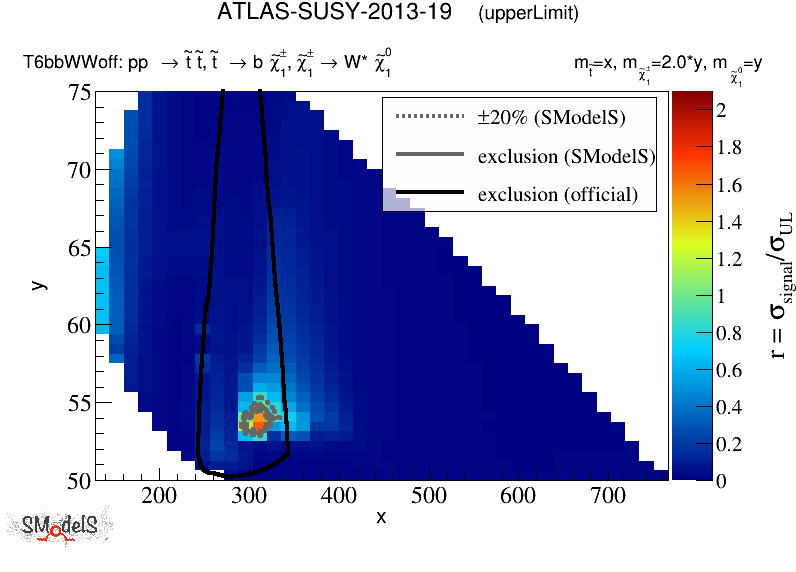 ATLAS-SUSY-2013-19 (upperLimit)
T6bbWWoff: pp → t̃ t̃, t̃ → b χ̃₁±, χ̃₁± → W* χ̃₁⁰
m_t̃=x, m_χ̃₁±=2.0*y, m_χ̃₁⁰=y
±20% (SModelS)
exclusion (SModelS)
exclusion (official)
75
70
65
60
55
50
y
200
300
400
500
600
700
x
2
1.8
1.6
1.4
1.2
1
0.8
0.6
0.4
0.2
0
r = σ_signal/σ_UL
SModelS